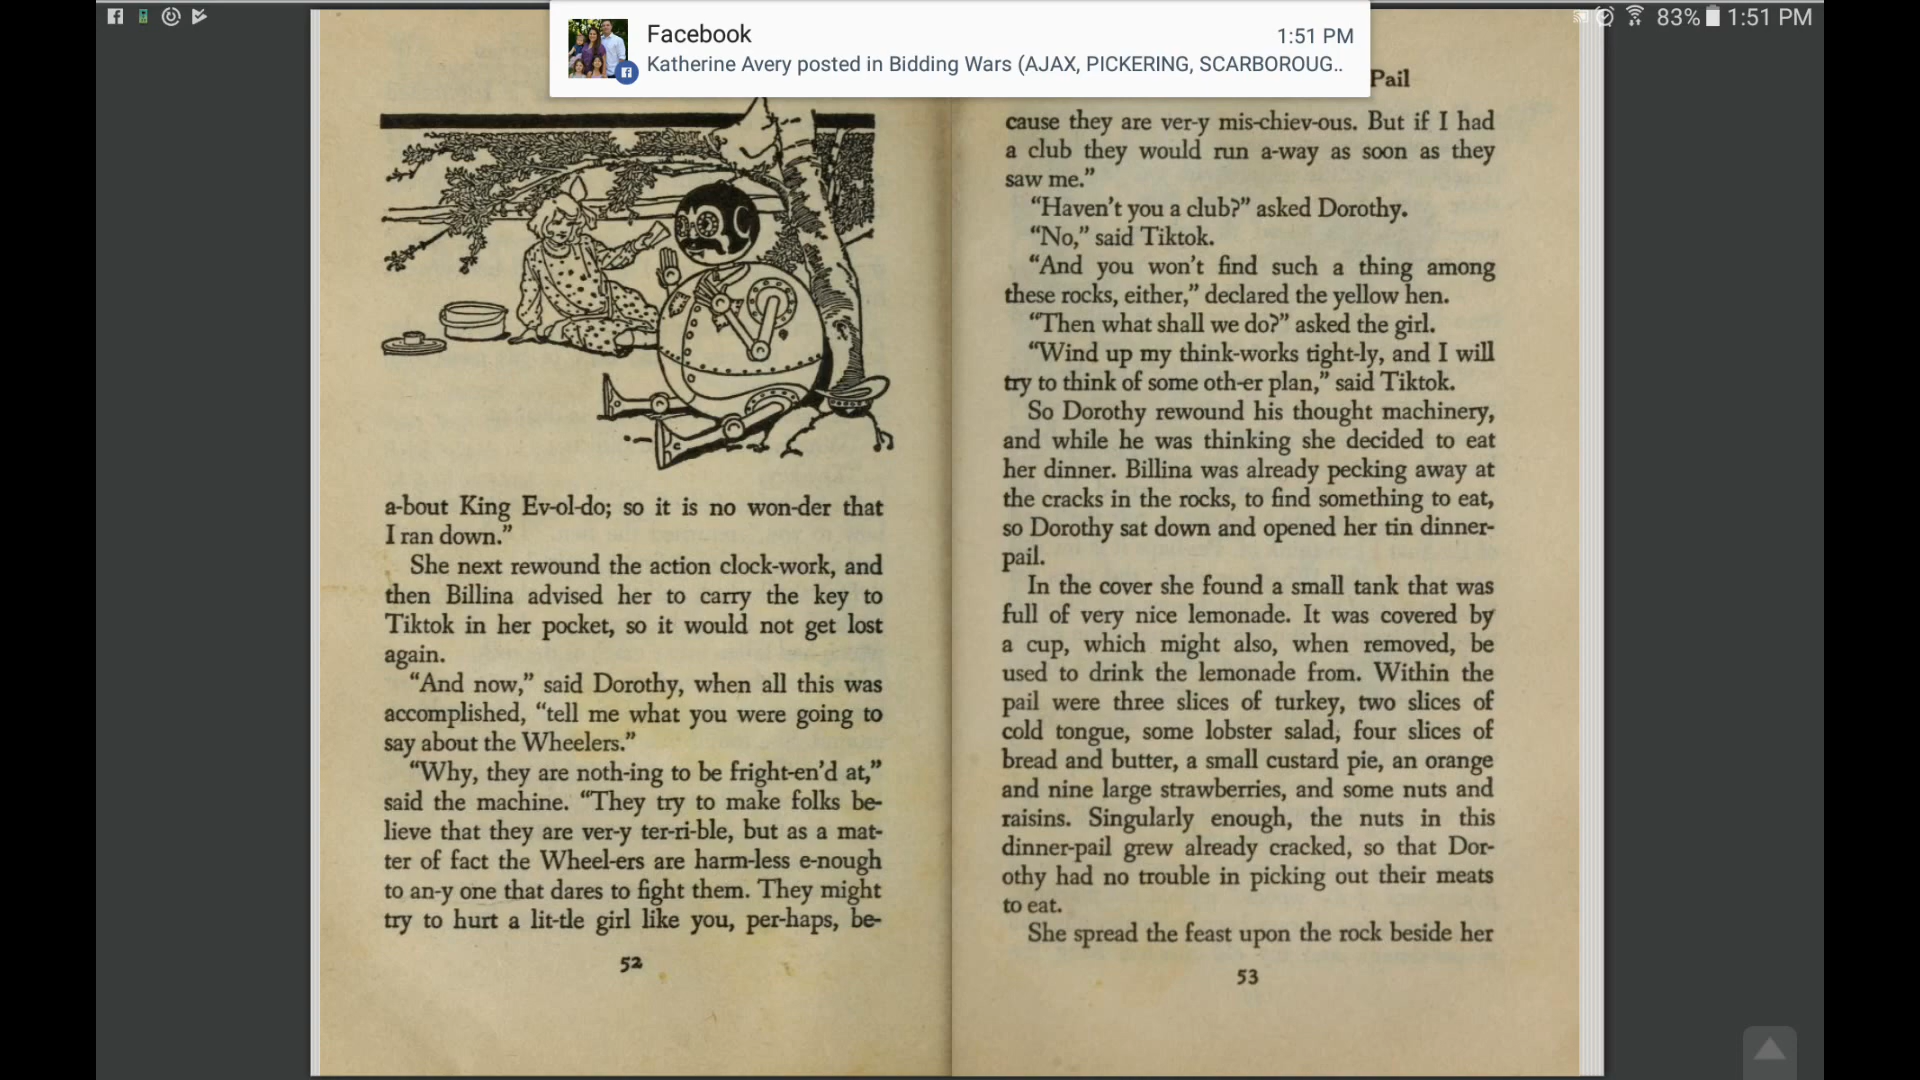 83% 1:51 PM
Facebook
1:51 PM
Katherine Avery posted in Bidding Wars (AJAX, PICKERING, SCARBOROUG..
a-bout King Ev-ol-do; so it is no won-der that
I ran down.”
She next rewound the action clock-work, and
then Billina advised her to carry the key to
Tiktok in her pocket, so it would not get lost
again.
“And now,” said Dorothy, when all this was
accomplished, “tell me what you were going to
say about the Wheelers.”
“Why, they are noth-ing to be fright-en’d at,”
said the machine. “They try to make folks be-
lieve that they are ver-y ter-ri-ble, but as a mat-
ter of fact the Wheel-ers are harm-less e-nough
to an-y one that dares to fight them. They might
try to hurt a lit-tle girl like you, per-haps, be-
52
Pail
cause they are ver-y mis-chiev-ous. But if I had
a club they would run a-way as soon as they
saw me.”
“Haven’t you a club?” asked Dorothy.
“No,” said Tiktok.
“And you won’t find such a thing among
these rocks, either,” declared the yellow hen.
“Then what shall we do?” asked the girl.
“Wind up my think-works tight-ly, and I will
try to think of some oth-er plan,” said Tiktok.
So Dorothy rewound his thought machinery,
and while he was thinking she decided to eat
her dinner. Billina was already pecking away at
the cracks in the rocks, to find something to eat,
so Dorothy sat down and opened her tin dinner-
pail.
In the cover she found a small tank that was
full of very nice lemonade. It was covered by
a cup, which might also, when removed, be
used to drink the lemonade from. Within the
pail were three slices of turkey, two slices of
cold tongue, some lobster salad, four slices of
bread and butter, a small custard pie, an orange
and nine large strawberries, and some nuts and
raisins. Singularly enough, the nuts in this
dinner-pail grew already cracked, so that Dor-
othy had no trouble in picking out their meats
to eat.
She spread the feast upon the rock beside her
53